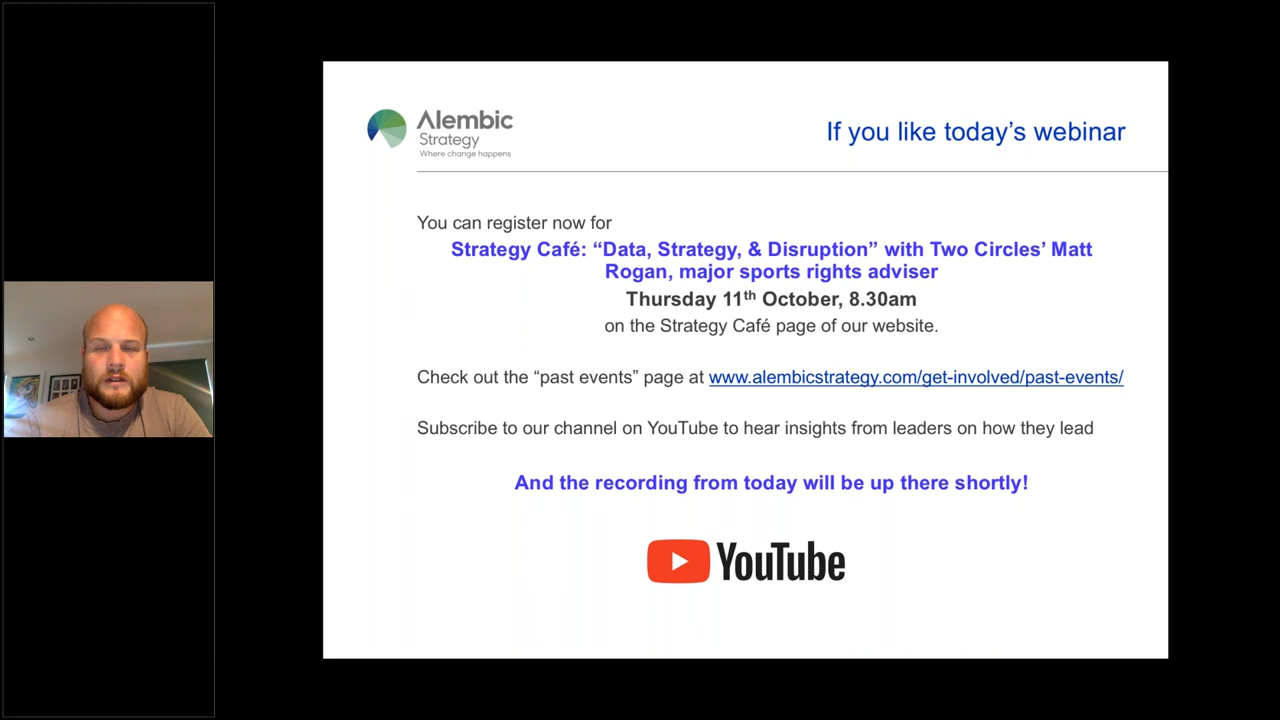 Alembic
Strategy
Where change happens
If you like today’s webinar
You can register now for
Strategy Café: “Data, Strategy, & Disruption” with Two Circles’ Matt
Rogan, major sports rights adviser
Thursday 11th October, 8.30am
on the Strategy Café page of our website.
Check out the “past events” page at www.alembicstrategy.com/get-involved/past-events/
Subscribe to our channel on YouTube to hear insights from leaders on how they lead
And the recording from today will be up there shortly!
YouTube